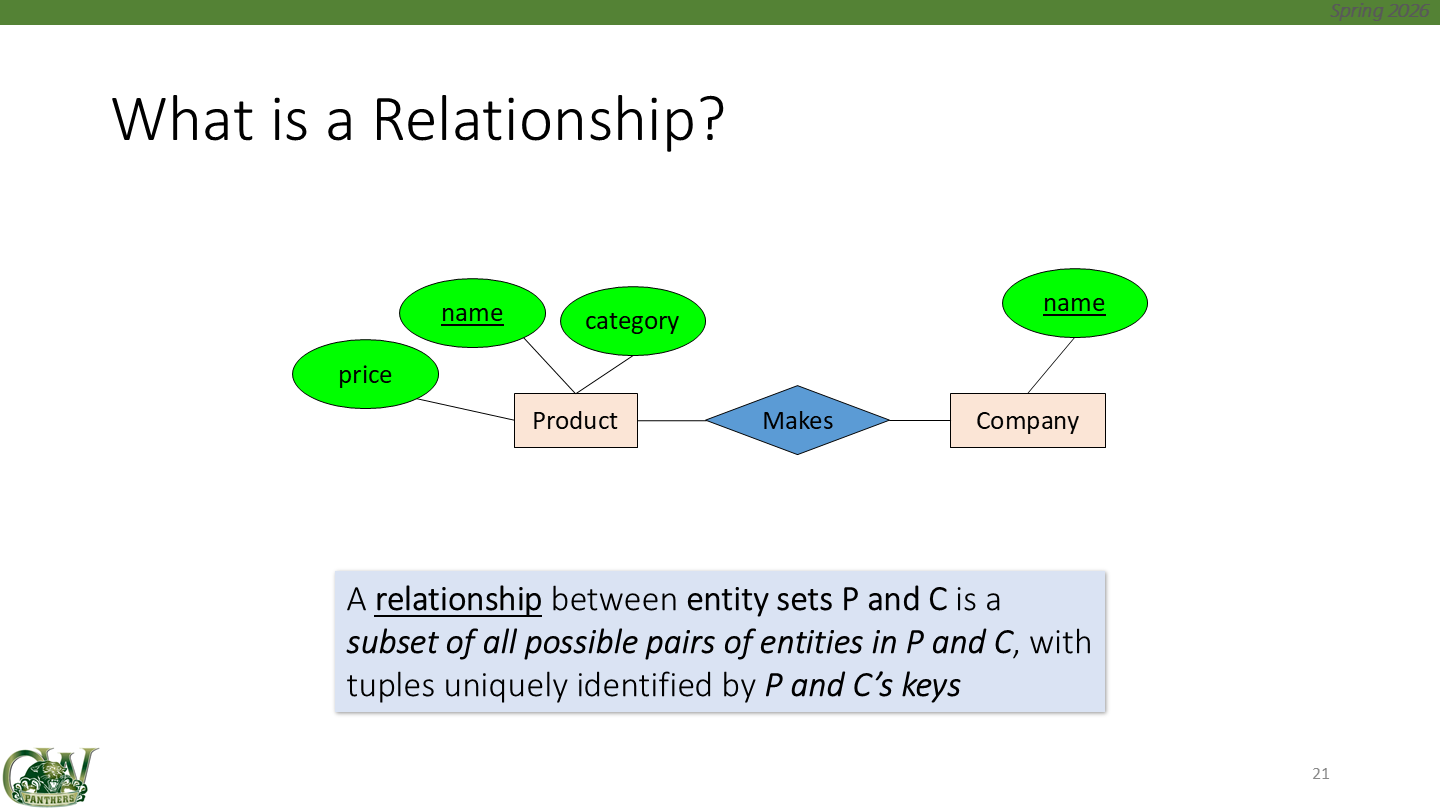 Spring 2026
What is a Relationship?
name
category
name
price
Product
Makes
Company
A relationship between entity sets P and C is a
subset of all possible pairs of entities in P and C, with
tuples uniquely identified by P and C’s keys
OW
PANTHERS
21